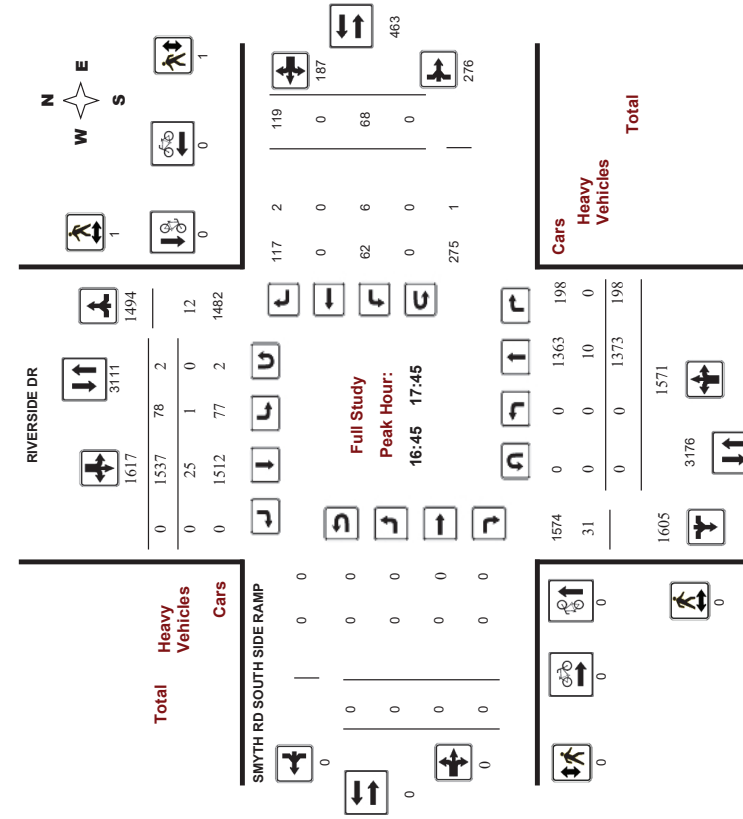 RIVERSIDE DR
N
W E
S
1
1
0
0
1617
3111
1494
0 1537 78 2
0 25 1 0 12
0 1512 77 2 1482
Total
Heavy
Vehicles
Cars
SMYTH RD SOUTH SIDE RAMP
0
0 0
0 0 0
0 0 0
0 0 0
0 0 0
0
0
Full Study
Peak Hour:
16:45 17:45
463
187
276
117 2 119
0 0 0
62 6 68
0 0 0
275 1
Cars
Heavy
Vehicles
Total
1574 0 0 1363 198
31 0 0 10 0
0 0 1373 198
1605
3176
1571
0
0
0
0